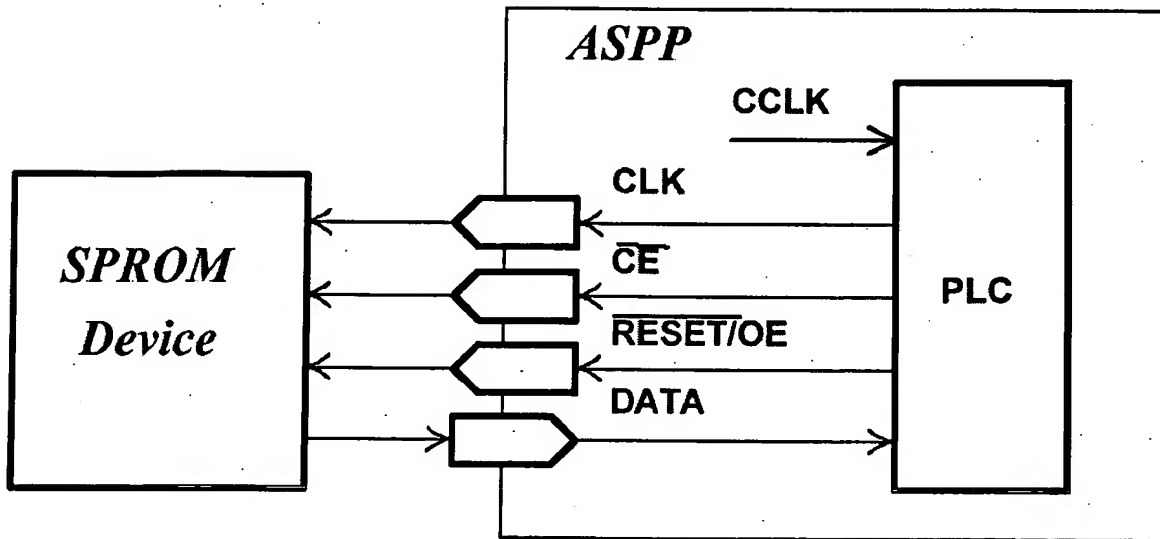 ASPP
CCLK
CLK
SPROM
Device
CE
PLC
RESET/OE
DATA